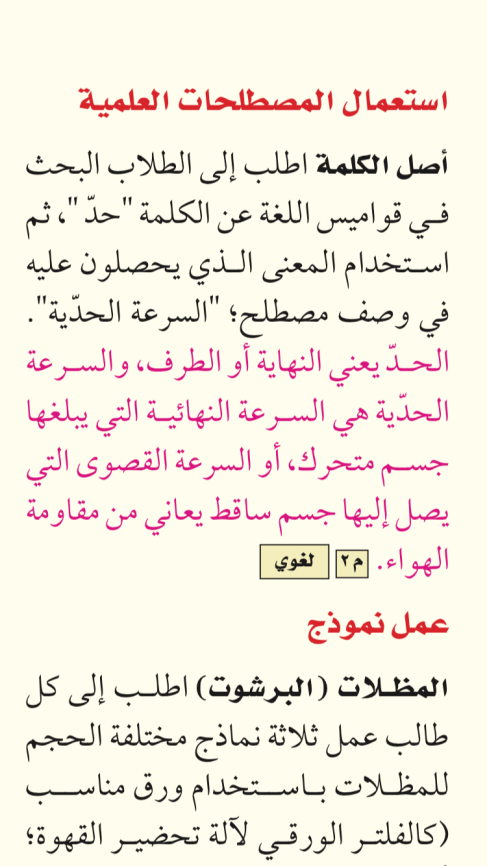 استعمال المصطلحات العلمية
أصل الكلمة اطلب إلى الطلاب البحث
في قواميس اللغة عن الكلمة "حدّ"، ثم
استخدام المعنى الذي يحصلون عليه
في وصف مصطلح؛ "السرعة الحدّية".
الحدّ يعني النهاية أو الطرف، والسرعة
الحدّية هي السرعة النهائية التي يبلغها
جسم متحرك، أو السرعة القصوى التي
يصل إليها جسم ساقط يعاني من مقاومة
الهواء. م٢ لغوي
عمل نموذج
المظلات (البرشوت) اطلب إلى كل
طالب عمل ثلاثة نماذج مختلفة الحجم
للمظلات باستخدام ورق مناسب
(كالفلتر الورقي لآلة تحضير القهوة؛